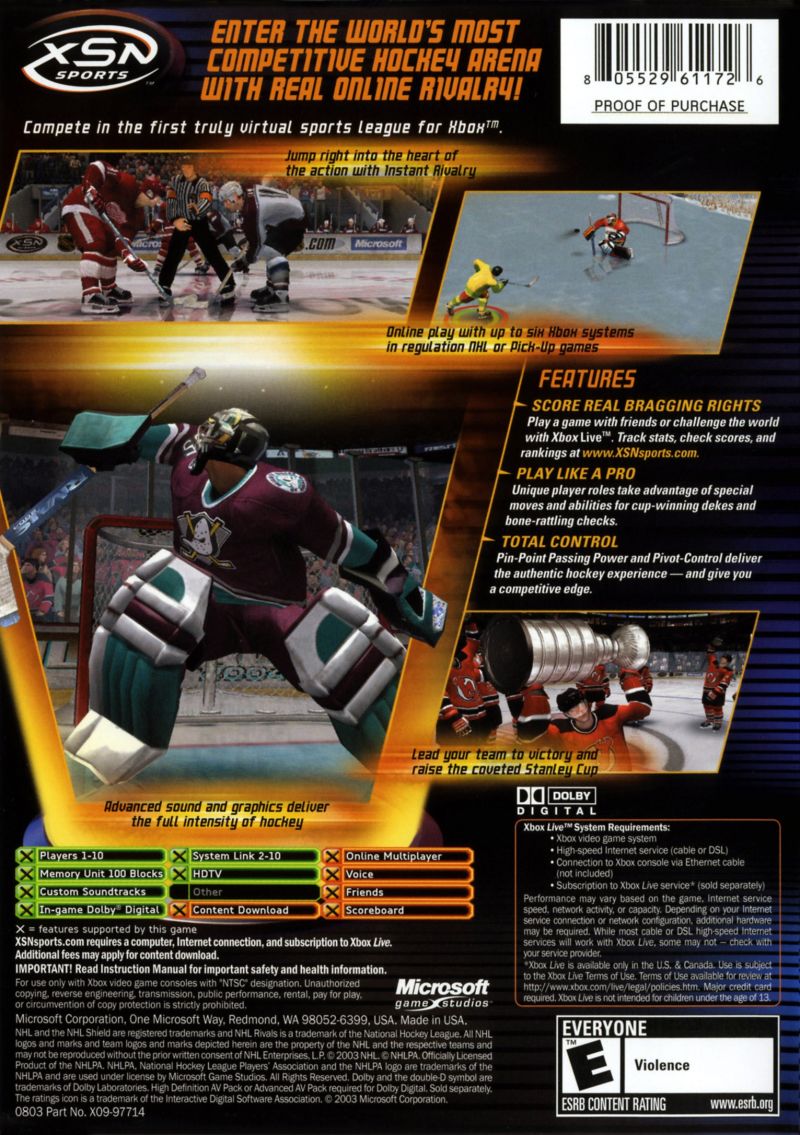 XSN
SPORTS
TM
ENTER THE WORLD'S MOST
COMPETITIVE HOCKEY ARENA
WITH REAL ONLINE RIVALRY!
8 05529 61172 6
PROOF OF PURCHASE
Compete in the first truly virtual sports league for Xbox™.
Jump right into the heart of
the action with Instant Rivalry
XSN
.COM
Microsoft
Online play with up to six Xbox systems
in regulation NHL or Pick-Up games
FEATURES
SCORE REAL BRAGGING RIGHTS
Play a game with friends or challenge the world
with Xbox Live™. Track stats, check scores, and
rankings at www.XSNsports.com.
PLAY LIKE A PRO
Unique player roles take advantage of special
moves and abilities for cup-winning dekes and
bone-rattling checks.
TOTAL CONTROL
Pin-Point Passing Power and Pivot-Control deliver
the authentic hockey experience — and give you
a competitive edge.
Lead your team to victory and
raise the coveted Stanley Cup
Advanced sound and graphics deliver
the full intensity of hockey
DOLBY
DIGITAL
Players 1-10
System Link 2-10
Online Multiplayer
Memory Unit 100 Blocks
HDTV
Voice
Custom Soundtracks
Other
Friends
In-game Dolby® Digital
Content Download
Scoreboard
X = features supported by this game
XSNsports.com requires a computer, Internet connection, and subscription to Xbox Live.
Additional fees may apply for content download.
IMPORTANT! Read Instruction Manual for important safety and health information.
For use only with Xbox video game consoles with "NTSC" designation. Unauthorized
copying, reverse engineering, transmission, public performance, rental, pay for play,
or circumvention of copy protection is strictly prohibited.
Microsoft
game studios™
Xbox Live™ System Requirements:
• Xbox video game system
• High-speed Internet service (cable or DSL)
• Connection to Xbox console via Ethernet cable
(not included)
• Subscription to Xbox Live service* (sold separately)
Performance may vary based on the game, Internet service
speed, network activity, or capacity. Depending on your Internet
service connection or network configuration, additional hardware
may be required. While most cable or DSL high-speed Internet
services will work with Xbox Live, some may not – check with
your service provider.
*Xbox Live is available only in the U.S. & Canada. Use is subject
to the Xbox Live Terms of Use. Terms of Use available for review at
http://www.xbox.com/live/legal/policies.htm. Major credit card
required. Xbox Live is not intended for children under the age of 13.
Microsoft Corporation, One Microsoft Way, Redmond, WA 98052-6399, USA. Made in USA.
NHL and the NHL Shield are registered trademarks and NHL Rivals is a trademark of the National Hockey League. All NHL
logos and marks and team logos and marks depicted herein are the property of the NHL and the respective teams and
may not be reproduced without the prior written consent of NHL Enterprises, L.P. © 2003 NHL. © NHLPA. Officially Licensed
Product of the NHLPA. NHLPA, National Hockey League Players' Association and the NHLPA logo are trademarks of the
NHLPA and are used under license by Microsoft Game Studios. All Rights Reserved. Dolby and the double-D symbol are
trademarks of Dolby Laboratories. High Definition AV Pack or Advanced AV Pack required for Dolby Digital. Sold separately.
The ratings icon is a trademark of the Interactive Digital Software Association. © 2003 Microsoft Corporation.
0803 Part No. X09-97714
EVERYONE
TM
E
Violence
ESRB CONTENT RATING
www.esrb.org